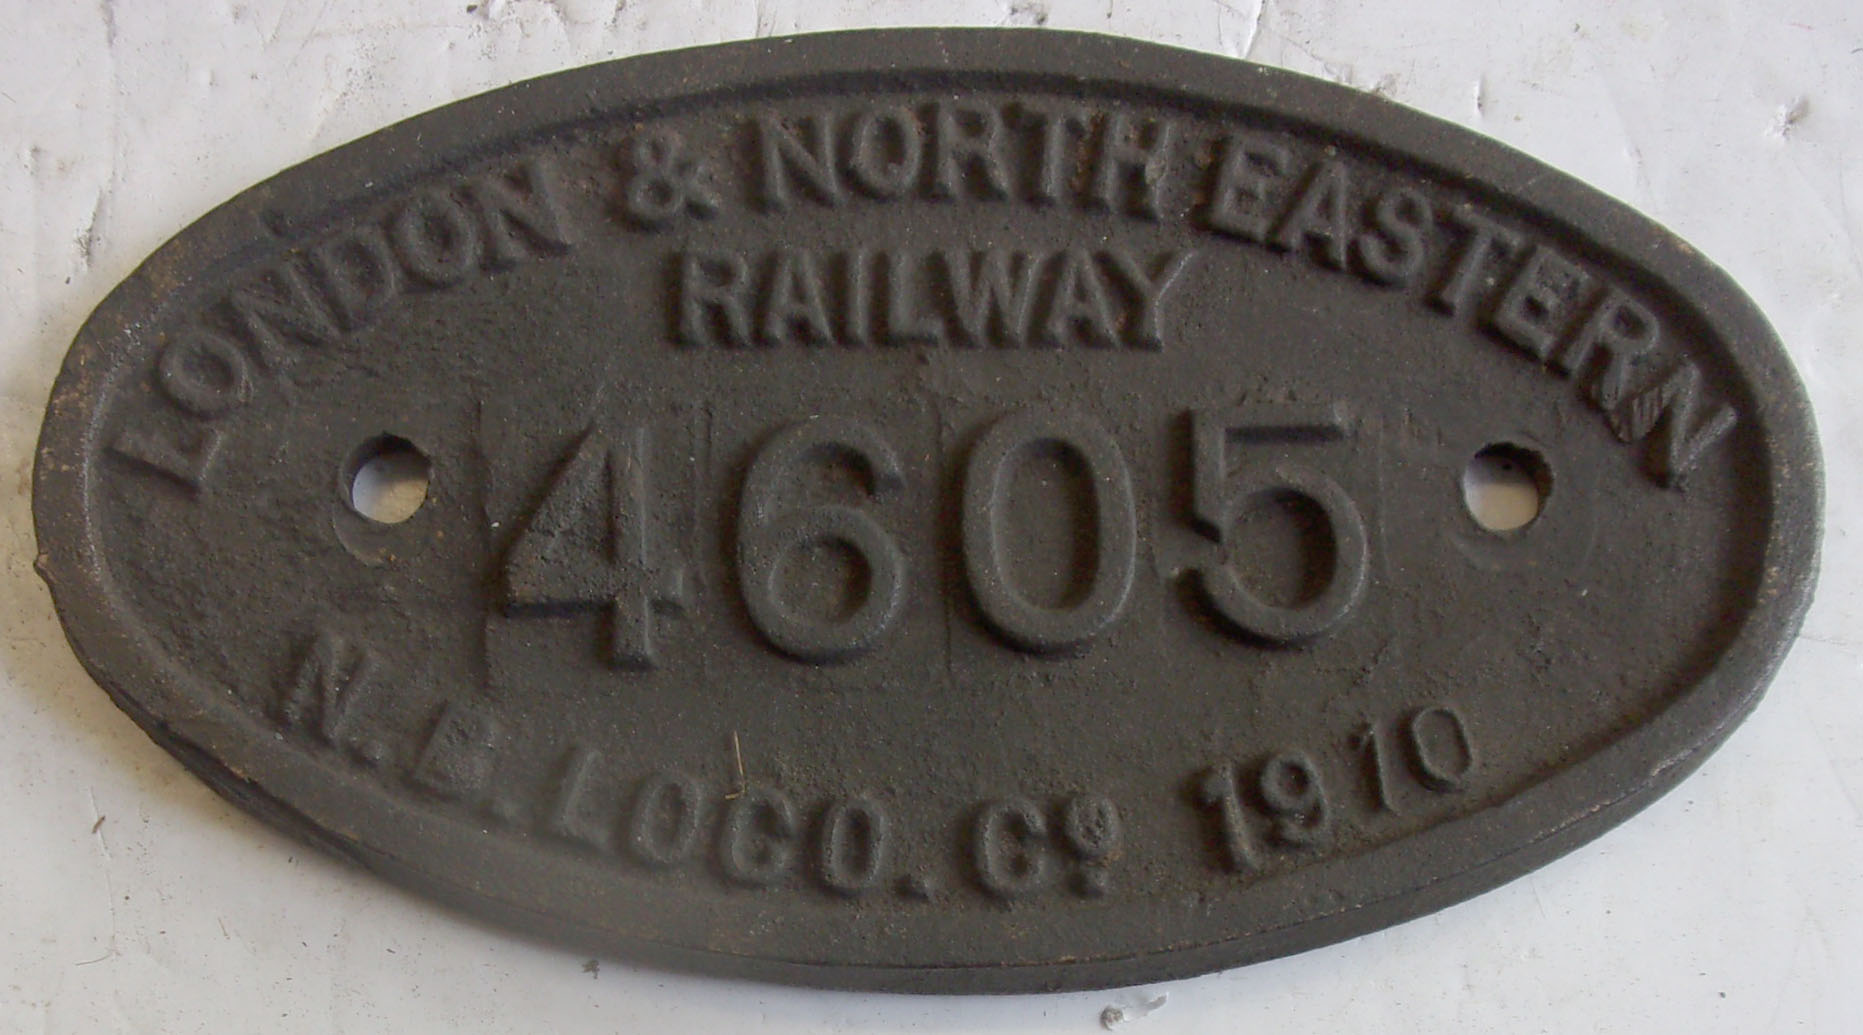 LONDON & NORTH EASTERN
RAILWAY
4605
N.B. LOCO. Cº 1910